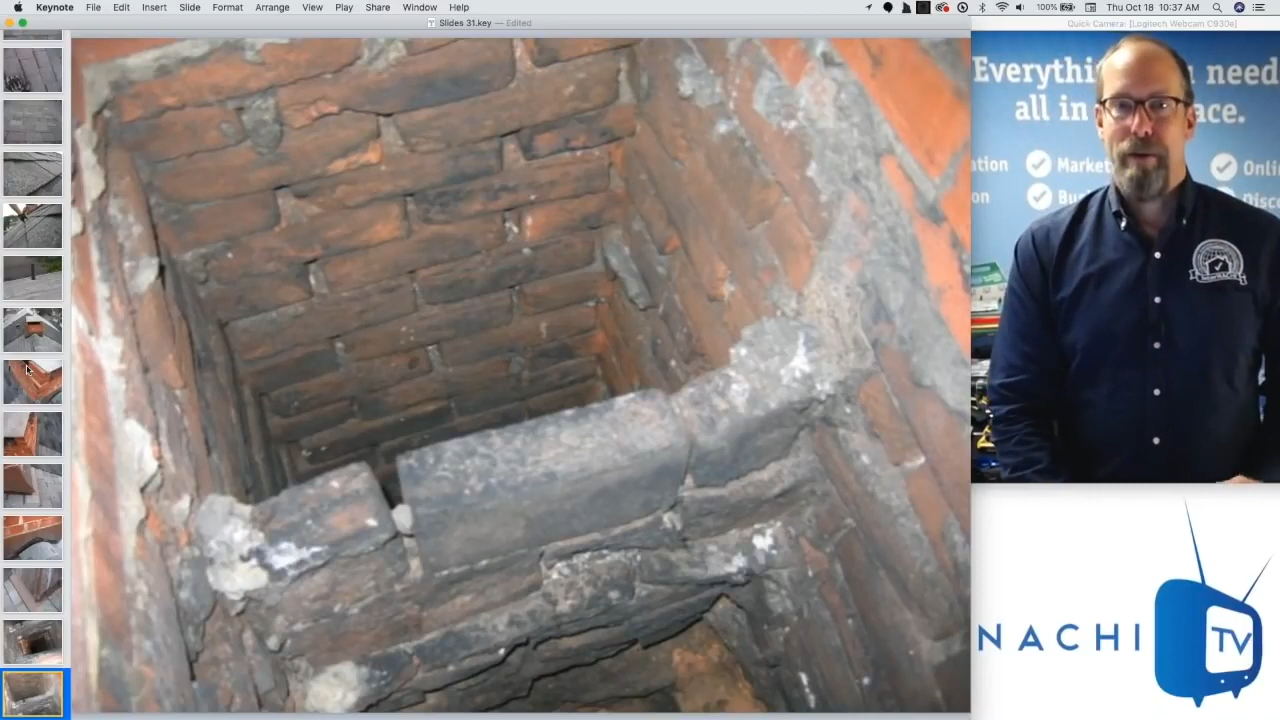 Keynote File Edit Insert Slide Format Arrange View Play Share Window Help 100% Thu Oct 18 10:37 AM
Slides 31.key — Edited
Quick Camera: [Logitech Webcam C930e]
Everythi need
all in ace.
ation Market Onlin
on Bu Disc
NACHI TV